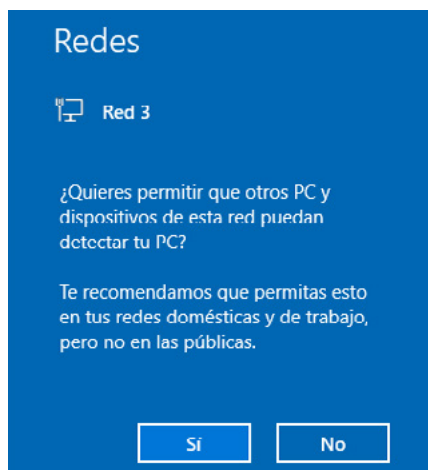 Redes
Red 3
¿Quieres permitir que otros PC y
dispositivos de esta red puedan
detectar tu PC?
Te recomendamos que permitas esto
en tus redes domésticas y de trabajo,
pero no en las públicas.
Sí
No